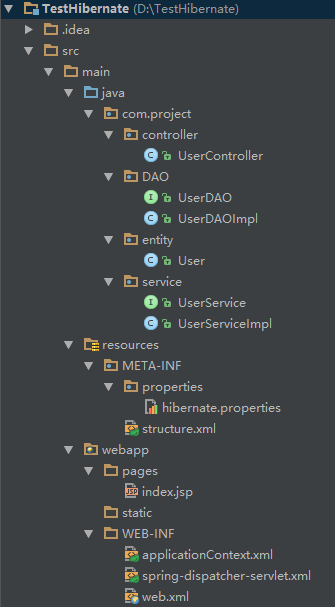 TestHibernate (D:\TestHibernate)
.idea
src
main
java
com.project
controller
UserController
DAO
UserDAO
UserDAOImpl
entity
User
service
UserService
UserServiceImpl
resources
META-INF
properties
hibernate.properties
structure.xml
webapp
pages
index.jsp
static
WEB-INF
applicationContext.xml
spring-dispatcher-servlet.xml
web.xml